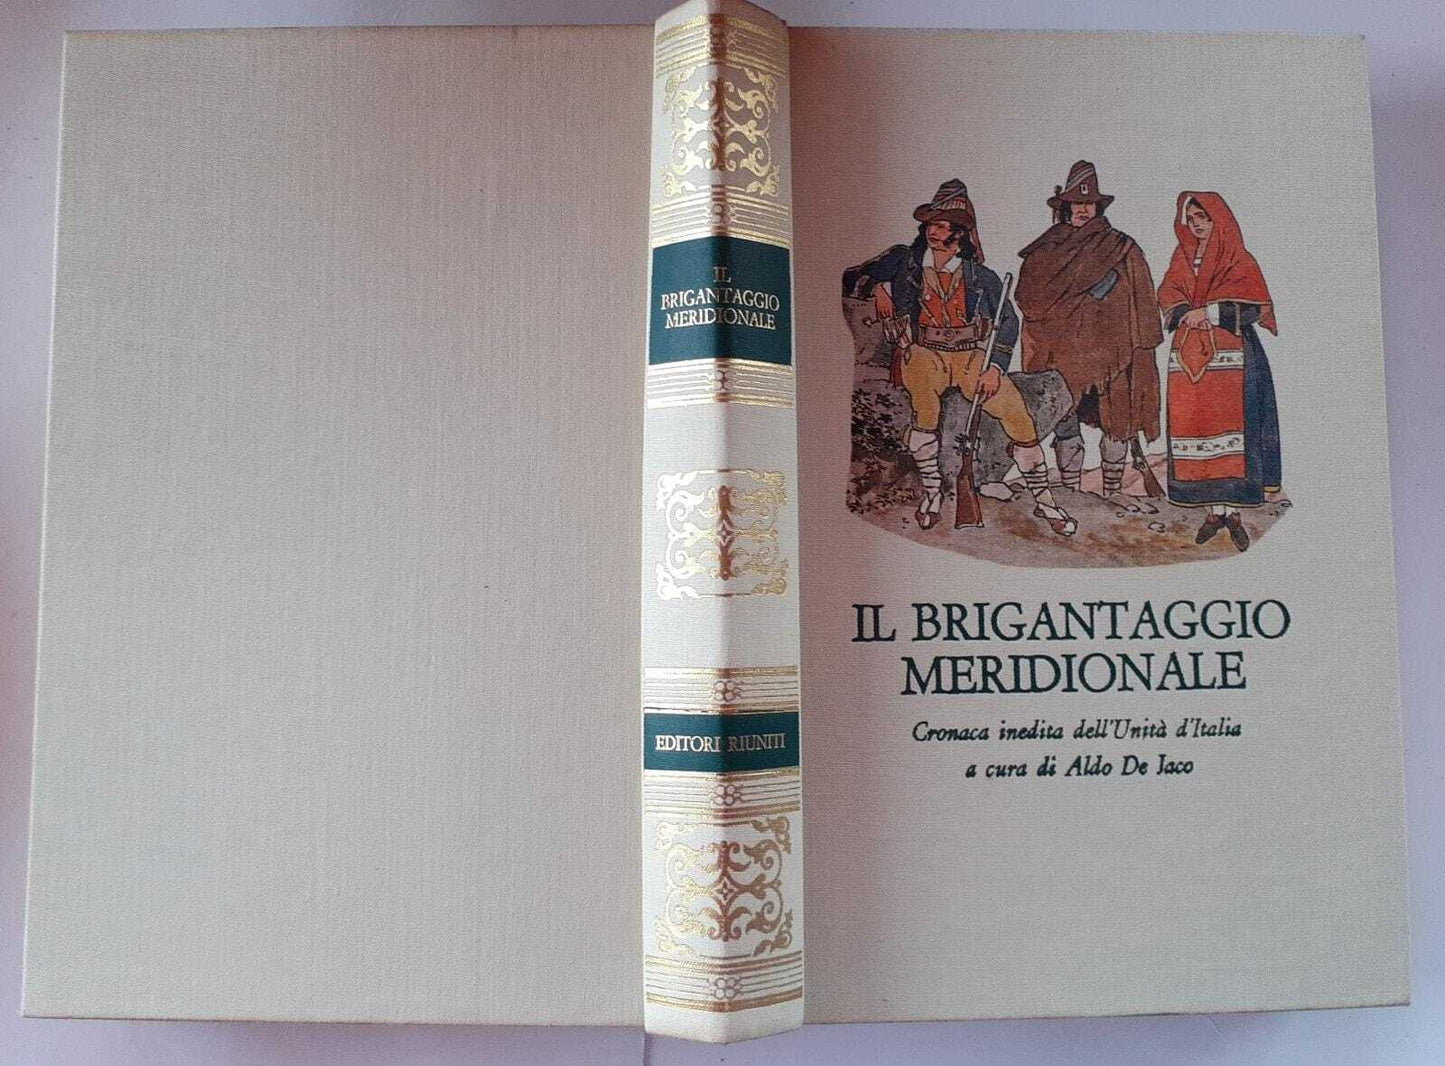 IL
BRIGANTAGGIO
MERIDIONALE
EDITORI RIUNITI
IL BRIGANTAGGIO
MERIDIONALE
Cronaca inedita dell'Unità d'Italia
a cura di Aldo De Jaco